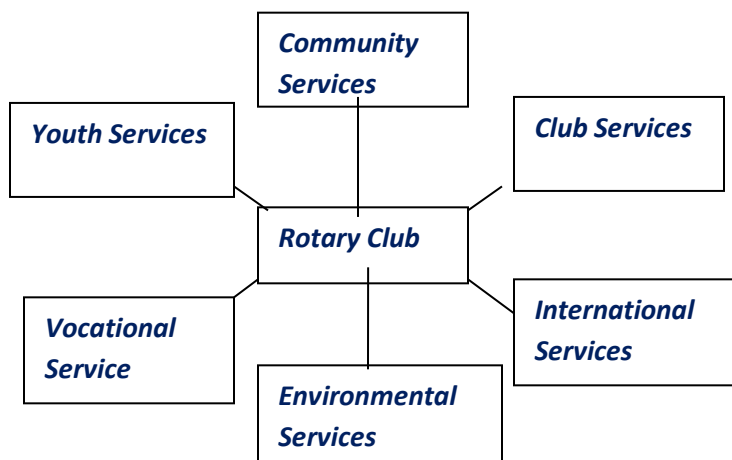 Community
Services
Youth Services
Club Services
Rotary Club
Vocational
Service
International
Services
Environmental
Services